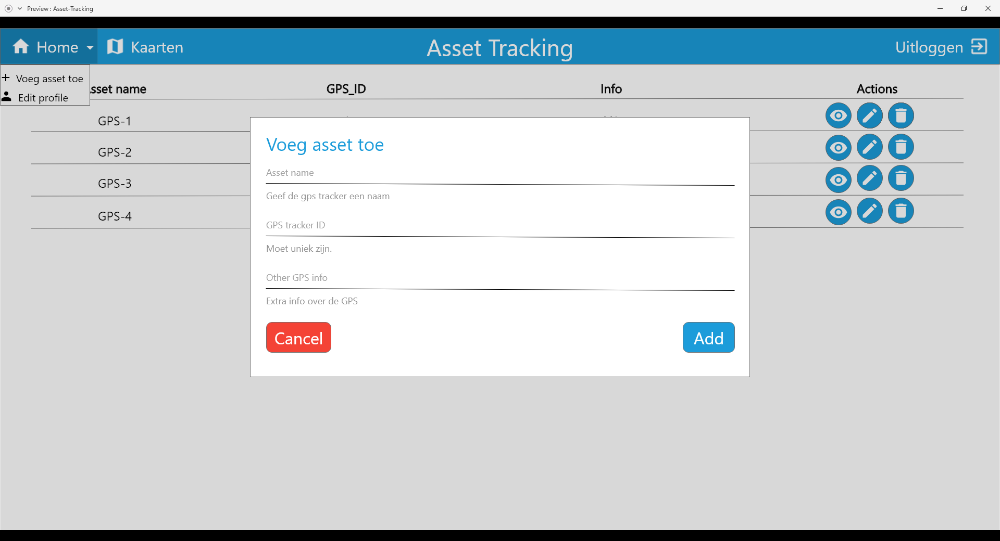 Preview : Asset-Tracking
Home
Kaarten
Asset Tracking
Uitloggen
Voeg asset toe
Edit profile
sset name
GPS_ID
Info
Actions
GPS-1
GPS-2
GPS-3
GPS-4
Voeg asset toe
Asset name
Geef de gps tracker een naam
GPS tracker ID
Moet uniek zijn.
Other GPS info
Extra info over de GPS
Cancel
Add